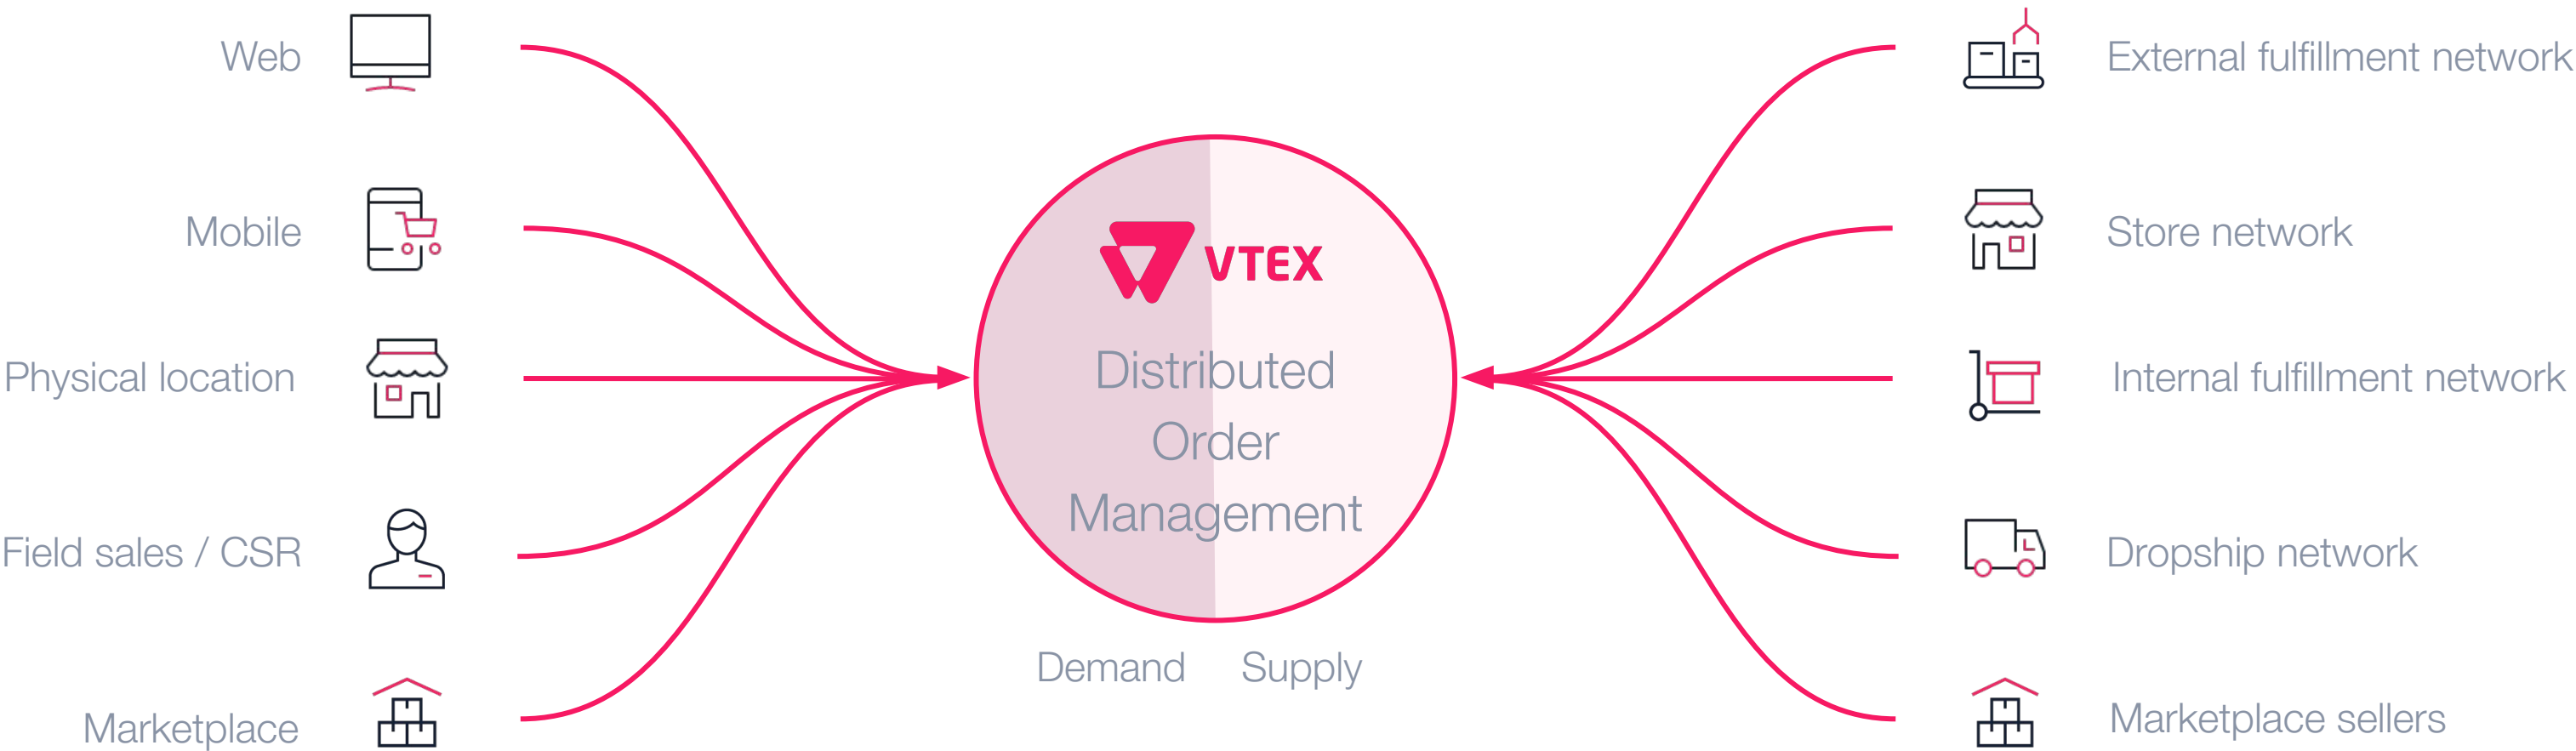 Web
Mobile
Physical location
Field sales / CSR
Marketplace
VTEX
Distributed
Order
Management
Demand
Supply
External fulfillment network
Store network
Internal fulfillment network
Dropship network
Marketplace sellers